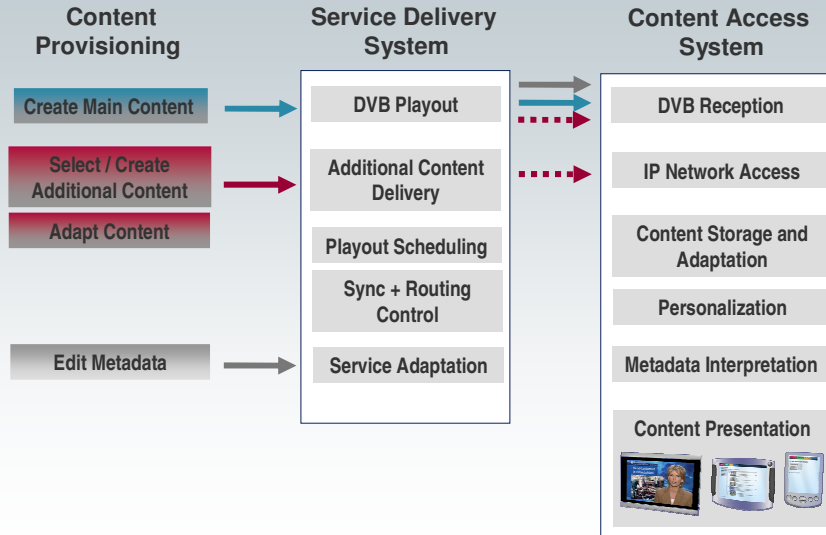 Content
Provisioning
Create Main Content
Select / Create
Additional Content
Adapt Content
Edit Metadata
Service Delivery
System
DVB Playout
Additional Content
Delivery
Playout Scheduling
Sync + Routing
Control
Service Adaptation
Content Access
System
DVB Reception
IP Network Access
Content Storage and
Adaptation
Personalization
Metadata Interpretation
Content Presentation